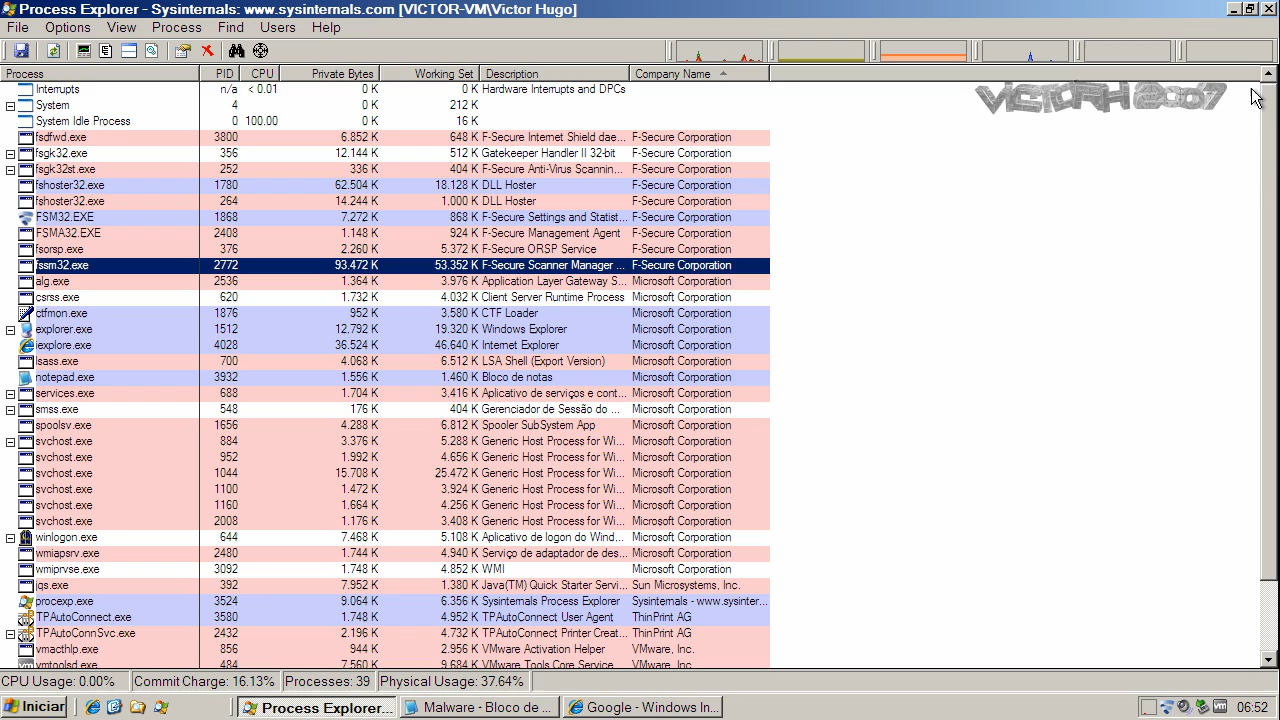 Process Explorer - Sysinternals: www.sysinternals.com [VICTOR-VM\Victor Hugo]
File Options View Process Find Users Help
Process PID CPU Private Bytes Working Set Description Company Name
Interrupts n/a < 0.01 0 K 0 K Hardware Interrupts and DPCs
System 4 0 K 212 K
System Idle Process 0 100.00 0 K 16 K
VICTORH 2007
fsdfwd.exe 3800 6.852 K 648 K F-Secure Internet Shield dae... F-Secure Corporation
fsgk32.exe 356 12.144 K 512 K Gatekeeper Handler II 32-bit F-Secure Corporation
fsgk32st.exe 252 336 K 404 K F-Secure Anti-Virus Scannin... F-Secure Corporation
fshoster32.exe 1780 62.504 K 18.128 K DLL Hoster F-Secure Corporation
fshoster32.exe 264 14.244 K 1.000 K DLL Hoster F-Secure Corporation
FSM32.EXE 1868 7.272 K 868 K F-Secure Settings and Statist... F-Secure Corporation
FSMA32.EXE 2408 1.148 K 924 K F-Secure Management Agent F-Secure Corporation
fsorsp.exe 376 2.260 K 5.372 K F-Secure ORSP Service F-Secure Corporation
fssm32.exe 2772 93.472 K 53.352 K F-Secure Scanner Manager ... F-Secure Corporation
alg.exe 2536 1.364 K 3.976 K Application Layer Gateway S... Microsoft Corporation
csrss.exe 620 1.732 K 4.032 K Client Server Runtime Process Microsoft Corporation
ctfmon.exe 1876 952 K 3.580 K CTF Loader Microsoft Corporation
explorer.exe 1512 12.792 K 19.320 K Windows Explorer Microsoft Corporation
iexplore.exe 4028 36.524 K 46.640 K Internet Explorer Microsoft Corporation
lsass.exe 700 4.068 K 6.512 K LSA Shell (Export Version) Microsoft Corporation
notepad.exe 3932 1.556 K 1.460 K Bloco de notas Microsoft Corporation
services.exe 688 1.704 K 3.416 K Aplicativo de serviços e cont... Microsoft Corporation
smss.exe 548 176 K 404 K Gerenciador de Sessão do ... Microsoft Corporation
spoolsv.exe 1656 4.288 K 6.812 K Spooler SubSystem App Microsoft Corporation
svchost.exe 884 3.376 K 5.288 K Generic Host Process for Wi... Microsoft Corporation
svchost.exe 952 1.992 K 4.656 K Generic Host Process for Wi... Microsoft Corporation
svchost.exe 1044 15.708 K 25.472 K Generic Host Process for Wi... Microsoft Corporation
svchost.exe 1100 1.472 K 3.924 K Generic Host Process for Wi... Microsoft Corporation
svchost.exe 1160 1.664 K 4.256 K Generic Host Process for Wi... Microsoft Corporation
svchost.exe 2008 1.176 K 3.408 K Generic Host Process for Wi... Microsoft Corporation
winlogon.exe 644 7.468 K 5.108 K Aplicativo de logon do Wind... Microsoft Corporation
wmiapsrv.exe 2480 1.744 K 4.940 K Serviço de adaptador de des... Microsoft Corporation
wmiprvse.exe 3092 1.748 K 4.852 K WMI Microsoft Corporation
jqs.exe 392 7.952 K 1.380 K Java(TM) Quick Starter Servi... Sun Microsystems, Inc.
procexp.exe 3524 9.064 K 6.356 K Sysinternals Process Explorer Sysinternals - www.sysinter...
TPAutoConnect.exe 3580 1.748 K 4.952 K TPAutoConnect User Agent ThinPrint AG
TPAutoConnSvc.exe 2432 2.196 K 4.732 K TPAutoConnect Printer Creat... ThinPrint AG
vmacthlp.exe 856 944 K 2.956 K VMware Activation Helper VMware, Inc.
vmtoolsd.exe 484 7.560 K 9.684 K VMware Tools Core Service VMware, Inc.
CPU Usage: 0.00% Commit Charge: 16.13% Processes: 39 Physical Usage: 37.64%
Iniciar Process Explorer... Malware - Bloco de ... Google - Windows In... 06:52